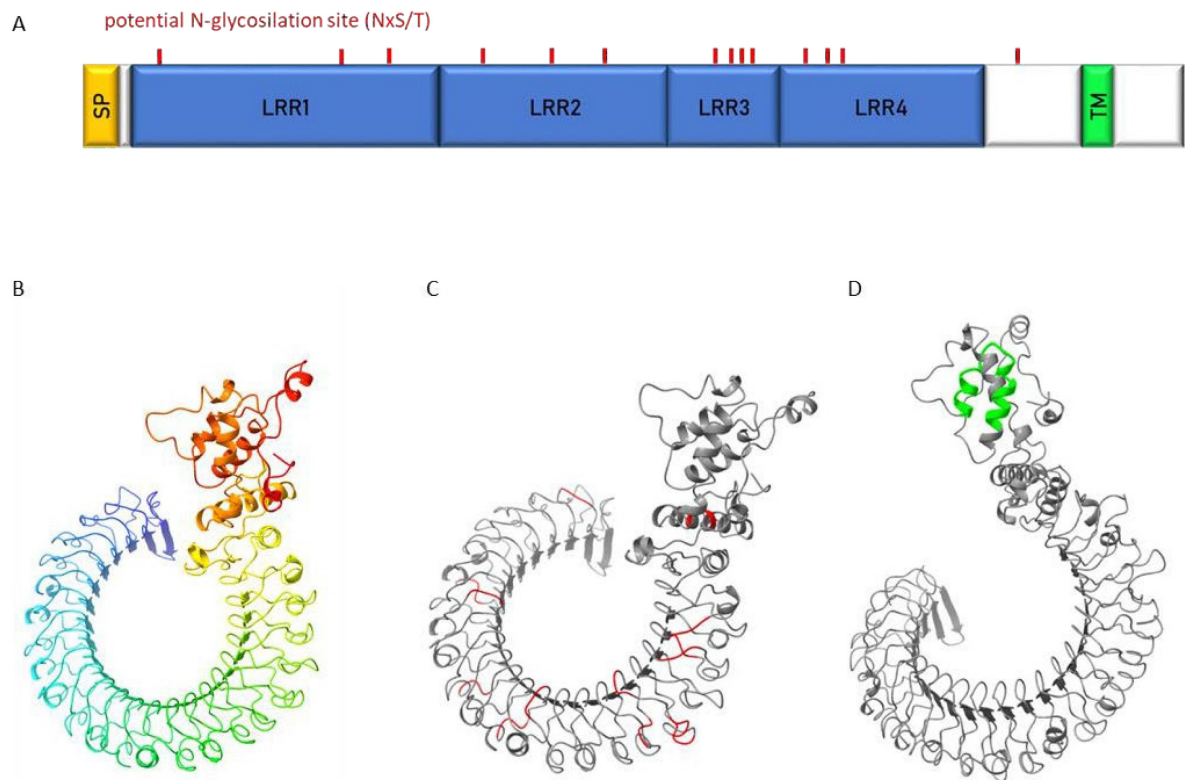 A
potential N-glycosilation site (NxS/T)
SP
LRR1
LRR2
LRR3
LRR4
TM
B
C
D